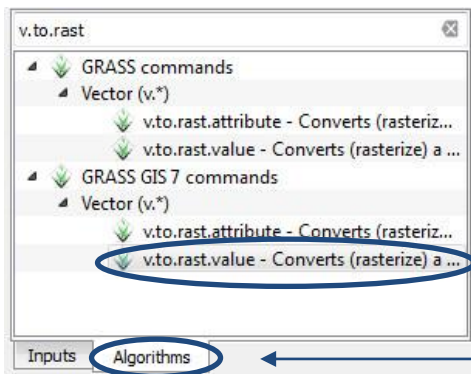 v.to.rast
GRASS commands
Vector (v.*)
v.to.rast.attribute - Converts (rasteriz...
v.to.rast.value - Converts (rasterize) a ...
GRASS GIS 7 commands
Vector (v.*)
v.to.rast.attribute - Converts (rasteriz...
v.to.rast.value - Converts (rasterize) a ...
Inputs Algorithms